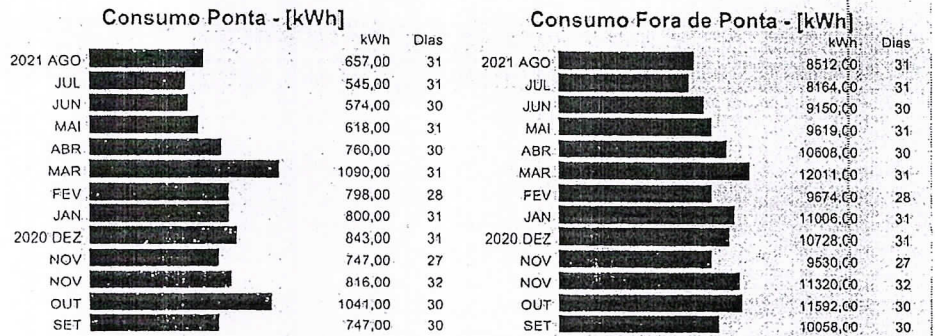 Consumo Ponta - [kWh]
kWh Dias
2021 AGO 657,00 31
JUL 545,00 31
JUN 574,00 30
MAI 618,00 31
ABR 760,00 30
MAR 1090,00 31
FEV 798,00 28
JAN 800,00 31
2020 DEZ 843,00 31
NOV 747,00 27
NOV 816,00 32
OUT 1041,00 30
SET 747,00 30
Consumo Fora de Ponta - [kWh]
kWh Dias
2021 AGO 8512,00 31
JUL 8164,00 31
JUN 9150,00 30
MAI 9619,00 31
ABR 10608,00 30
MAR 12011,00 31
FEV 9674,00 28
JAN 11006,00 31
2020 DEZ 10728,00 31
NOV 9530,00 27
NOV 11320,00 32
OUT 11592,00 30
SET 10058,00 30